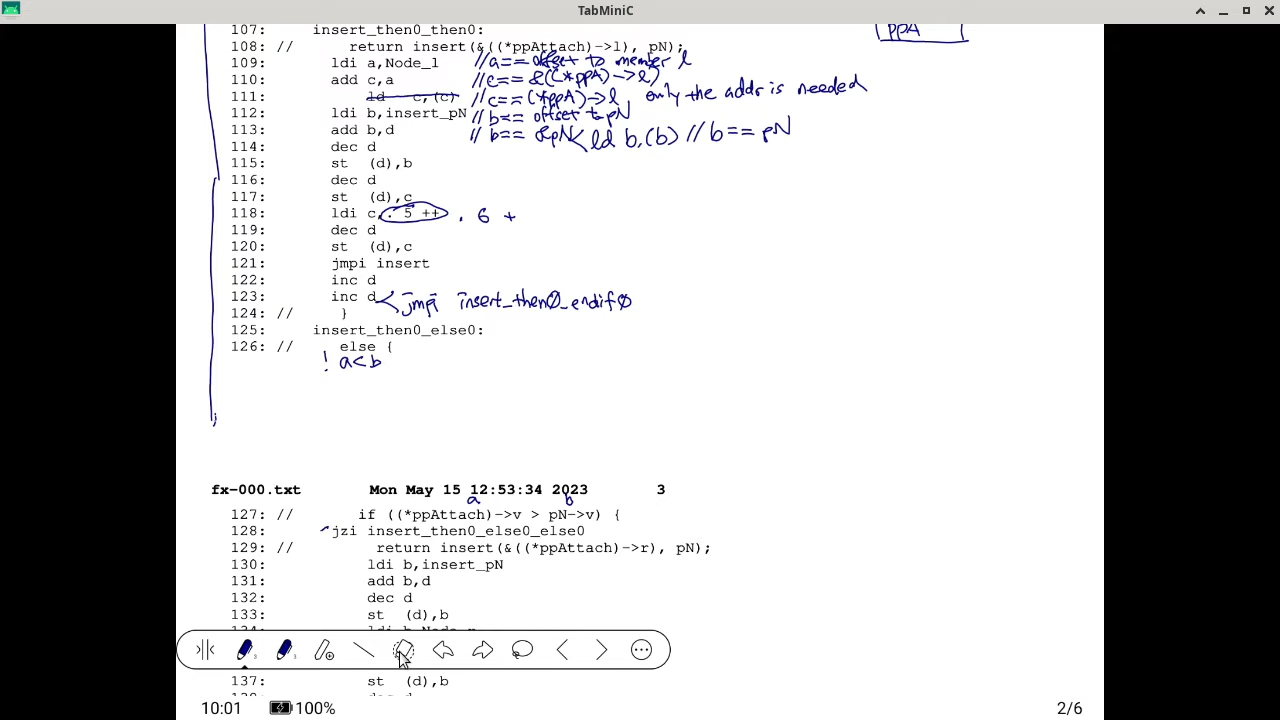 TabMiniC
107:     insert_then0_then:
ppA
108: //      return insert(&((*ppAttach)->l), pN);
109:       ldi a,Node_l //a== offset to member l
110:       add c,a //c== &((*ppA)->l)
111:           ld   c,(c) //c==(*ppA)->l only the addr is needed
112:       ldi b,insert_pN //b== offset to pN
113:       add b,d // b== &pN < ld b,(b) // b== pN
114:       dec d
115:       st  (d),b
116:       dec d
117:       st  (d),c
118:       ldi c,. 5 ++ . 6 +
119:       dec d
120:       st  (d),c
121:       jmpi insert
122:       inc d
123:       inc d < jmpi insert_then0_endif0
124: //     }
125:     insert_then0_else0:
126: //     else {
! a<b
fx-000.txt Mon May 15 12:53:34 2023 3
a b
127: //       if ((*ppAttach)->v > pN->v) {
128:       jzi insert_then0_else0_else0
129: //         return insert(&((*ppAttach)->r), pN);
130:           ldi b,insert_pN
131:           add b,d
132:           dec d
133:           st  (d),b
137:           st  (d),b
10:01 100% 2/6